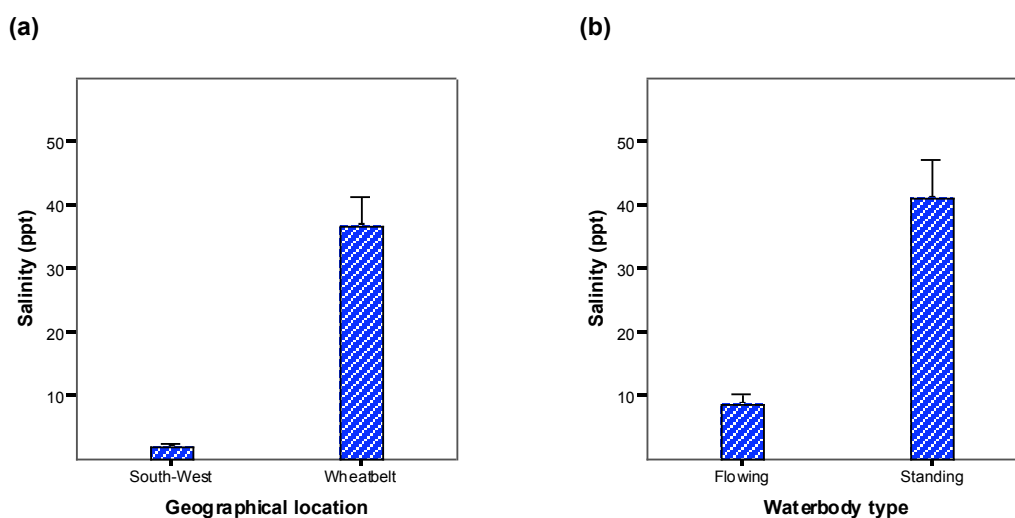 (a)
(b)
50
40
30
20
10
Salinity (ppt)
South-West
Wheatbelt
Geographical location
50
40
30
20
10
Salinity (ppt)
Flowing
Standing
Waterbody type